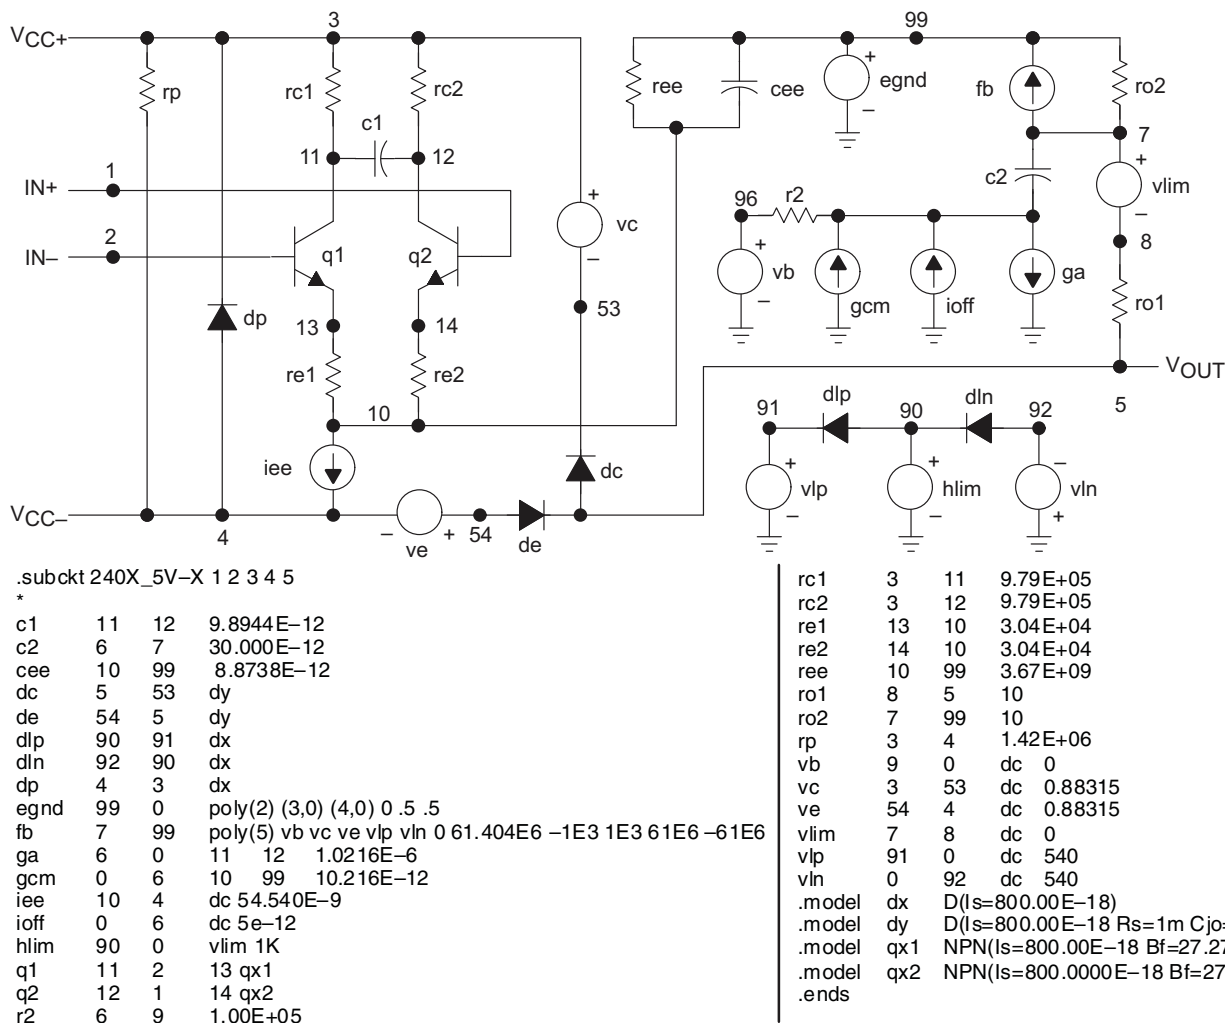 3
99
VCC+
rp
rc1
rc2
ree
cee
egnd
+
−
fb
ro2
c1
11
12
7
1
IN+
c2
+
vlim
−
96
r2
+
vc
−
8
2
IN−
q1
q2
+
vb
−
gcm
ioff
ga
ro1
53
dp
13
14
re1
re2
VOUT
5
10
91
dlp
90
dln
92
iee
dc
+
vlp
−
+
hlim
−
−
vln
+
VCC−
4
−
ve
+
54
de
.subckt 240X_5V−X 1 2 3 4 5
*
c1 11 12 9.8944E−12
c2 6 7 30.000E−12
cee 10 99 8.8738E−12
dc 5 53 dy
de 54 5 dy
dlp 90 91 dx
dln 92 90 dx
dp 4 3 dx
egnd 99 0 poly(2) (3,0) (4,0) 0 .5 .5
fb 7 99 poly(5) vb vc ve vlp vln 0 61.404E6 −1E3 1E3 61E6 −61E6
ga 6 0 11 12 1.0216E−6
gcm 0 6 10 99 10.216E−12
iee 10 4 dc 54.540E−9
ioff 0 6 dc 5e−12
hlim 90 0 vlim 1K
q1 11 2 13 qx1
q2 12 1 14 qx2
r2 6 9 1.00E+05
rc1 3 11 9.79E+05
rc2 3 12 9.79E+05
re1 13 10 3.04E+04
re2 14 10 3.04E+04
ree 10 99 3.67E+09
ro1 8 5 10
ro2 7 99 10
rp 3 4 1.42E+06
vb 9 0 dc 0
vc 3 53 dc 0.88315
ve 54 4 dc 0.88315
vlim 7 8 dc 0
vlp 91 0 dc 540
vln 0 92 dc 540
.model dx D(Is=800.00E−18)
.model dy D(Is=800.00E−18 Rs=1m Cjo=
.model qx1 NPN(Is=800.00E−18 Bf=27.27
.model qx2 NPN(Is=800.0000E−18 Bf=27
.ends